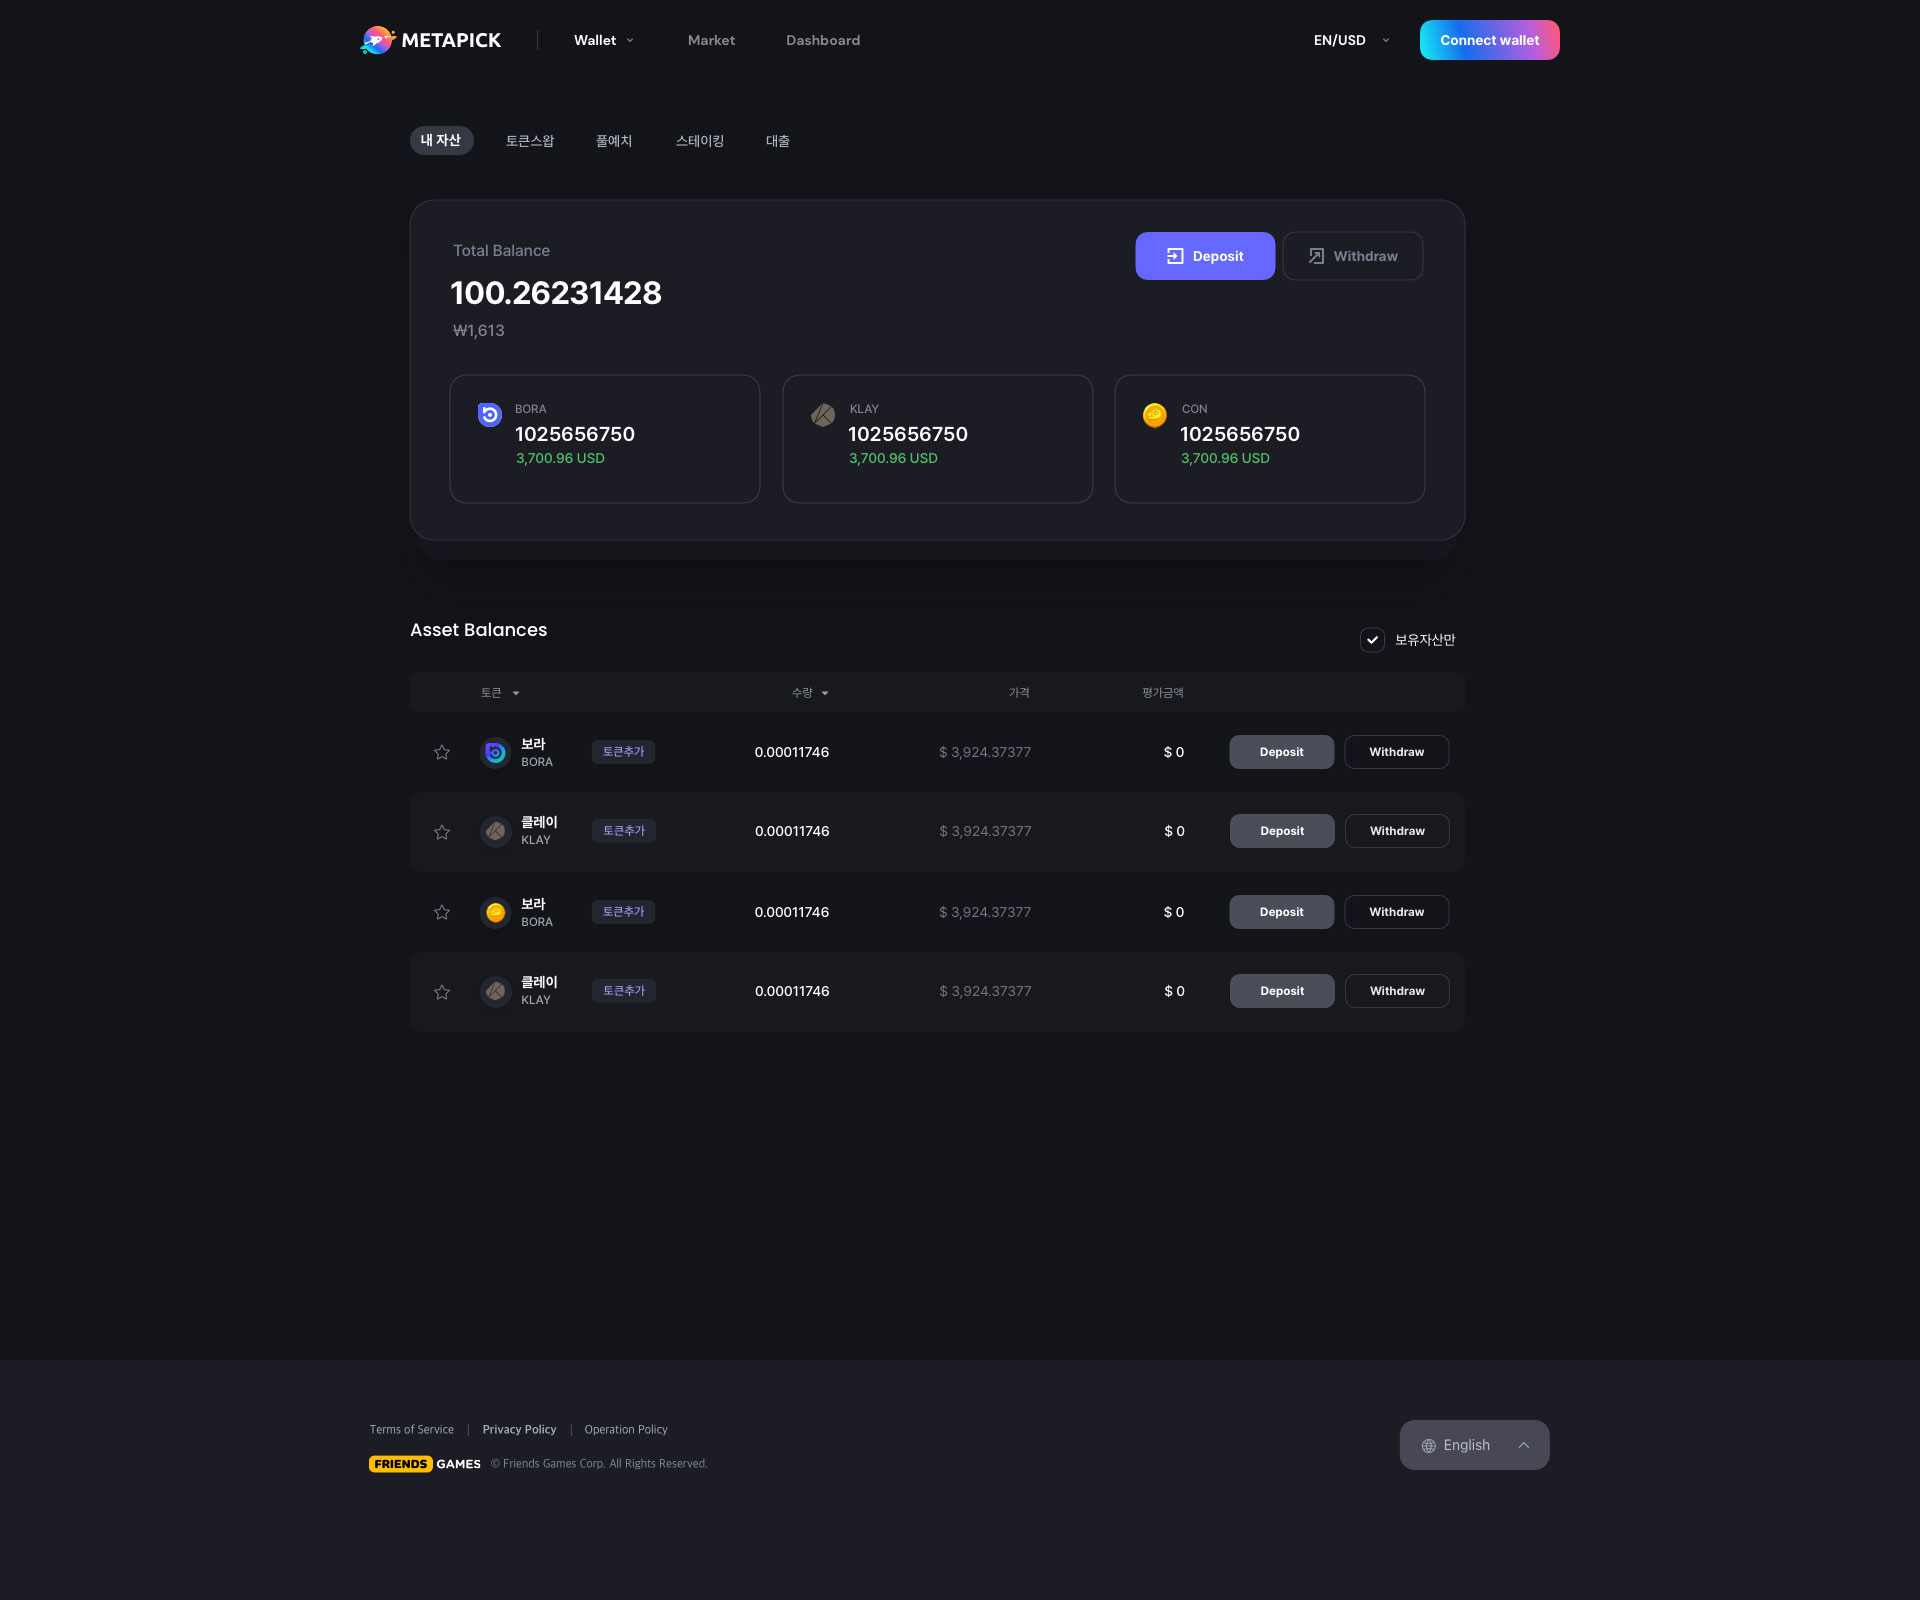 METAPICK
Wallet
Market
Dashboard
EN/USD
Connect wallet
내 자산
토큰스왑
풀예치
스테이킹
대출
Total Balance
100.26231428
₩1,613
Deposit
Withdraw
BORA
1025656750
3,700.96 USD
KLAY
1025656750
3,700.96 USD
CON
1025656750
3,700.96 USD
Asset Balances
보유자산만
토큰
수량
가격
평가금액
보라
BORA
토큰추가
0.00011746
$ 3,924.37377
$ 0
Deposit
Withdraw
클레이
KLAY
토큰추가
0.00011746
$ 3,924.37377
$ 0
Deposit
Withdraw
보라
BORA
토큰추가
0.00011746
$ 3,924.37377
$ 0
Deposit
Withdraw
클레이
KLAY
토큰추가
0.00011746
$ 3,924.37377
$ 0
Deposit
Withdraw
Terms of Service
Privacy Policy
Operation Policy
FRIENDS GAMES
© Friends Games Corp. All Rights Reserved.
English